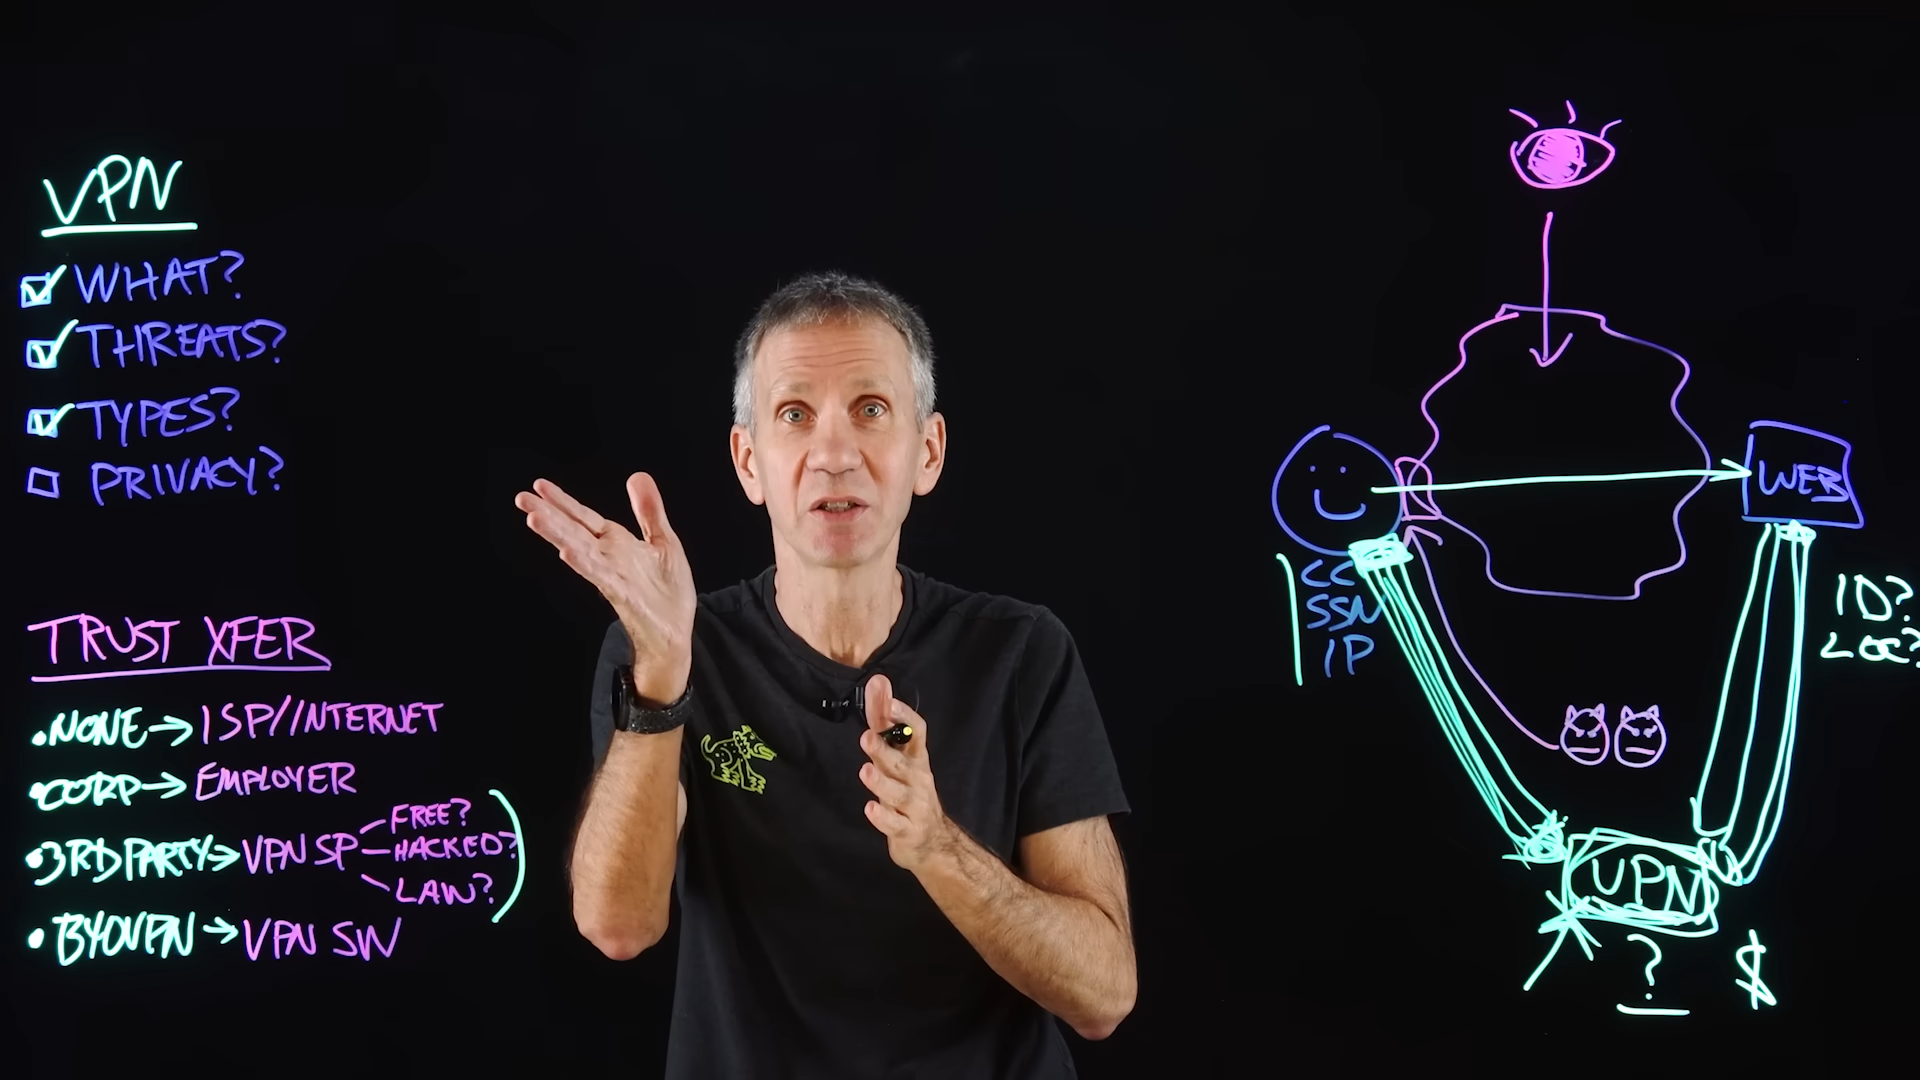 VPN
WHAT?
THREATS?
TYPES?
PRIVACY?
TRUST XFER
• NONE → ISP//INTERNET
• CORP → EMPLOYER
• 3RD PARTY → VPN SP
FREE?
HACKED?
LAW?
• BYOVPN → VPN SW
WEB
CC
SSN
IP
ID?
LOC?
VPN
?
$